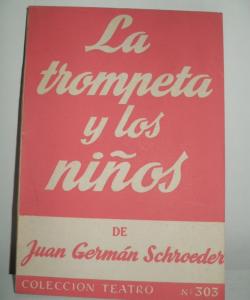 La
trompeta
y los
niños
DE
Juan Germán Schroeder
COLECCION TEATRO Nº 303